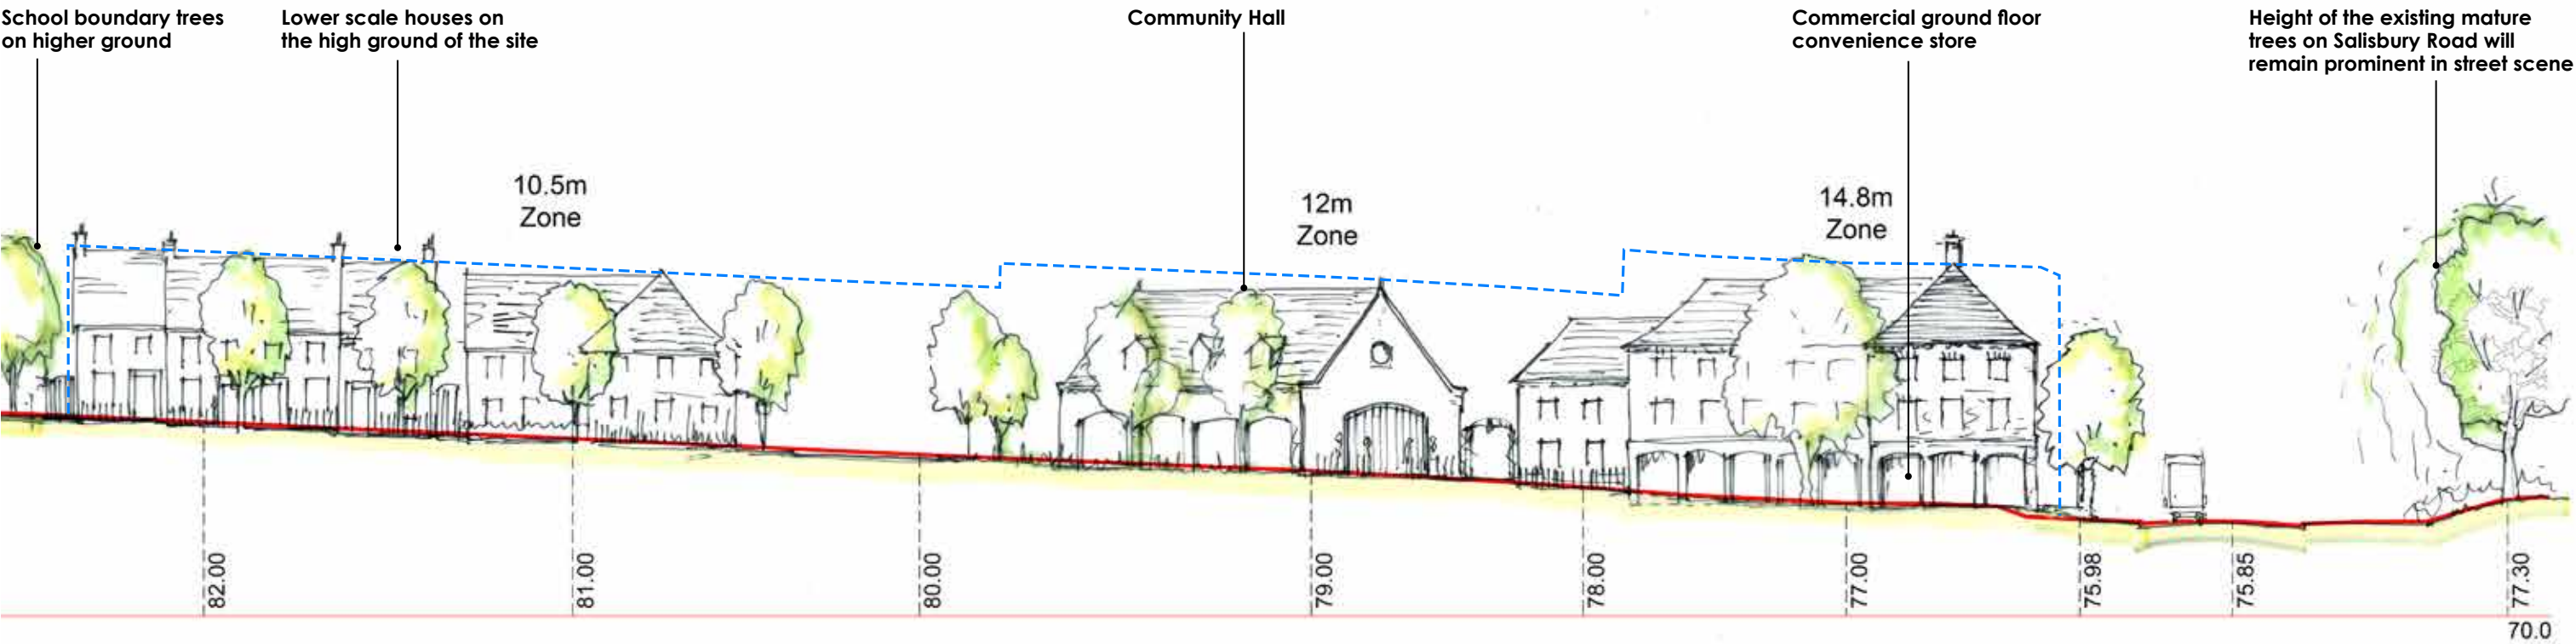 School boundary trees
on higher ground
Lower scale houses on
the high ground of the site
Community Hall
Commercial ground floor
convenience store
Height of the existing mature
trees on Salisbury Road will
remain prominent in street scene
10.5m
Zone
12m
Zone
14.8m
Zone
82.00
81.00
80.00
79.00
78.00
77.00
75.98
75.85
77.30
70.0